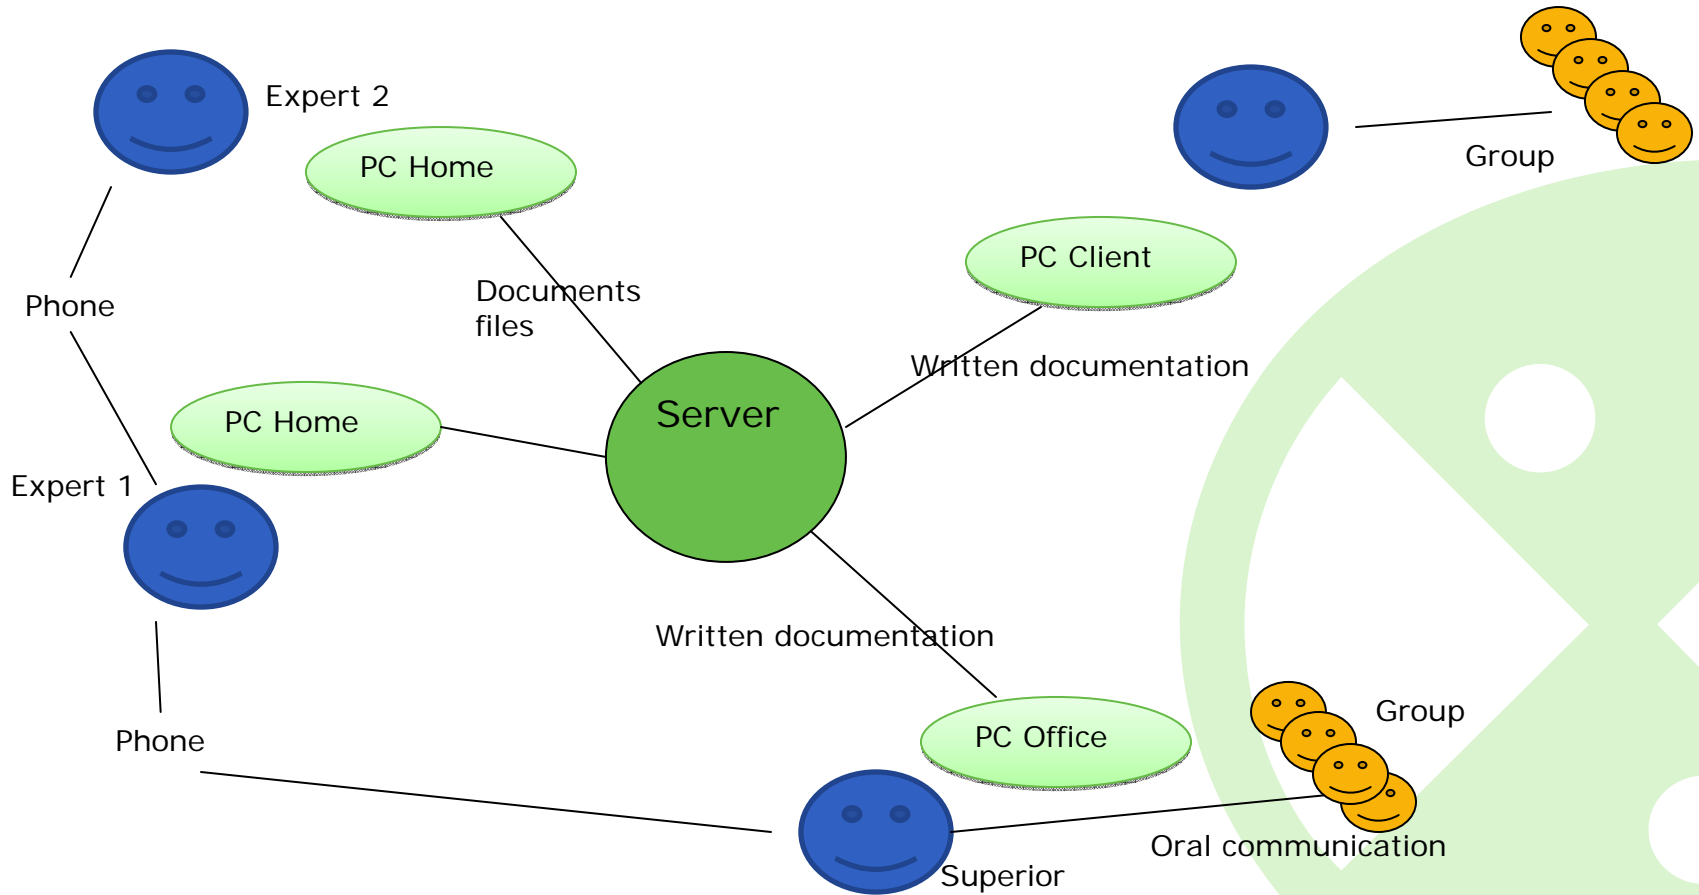 Expert 2
Group
PC Home
PC Client
Documents
files
Phone
Written documentation
Server
PC Home
Expert 1
Written documentation
Group
PC Office
Phone
Oral communication
Superior